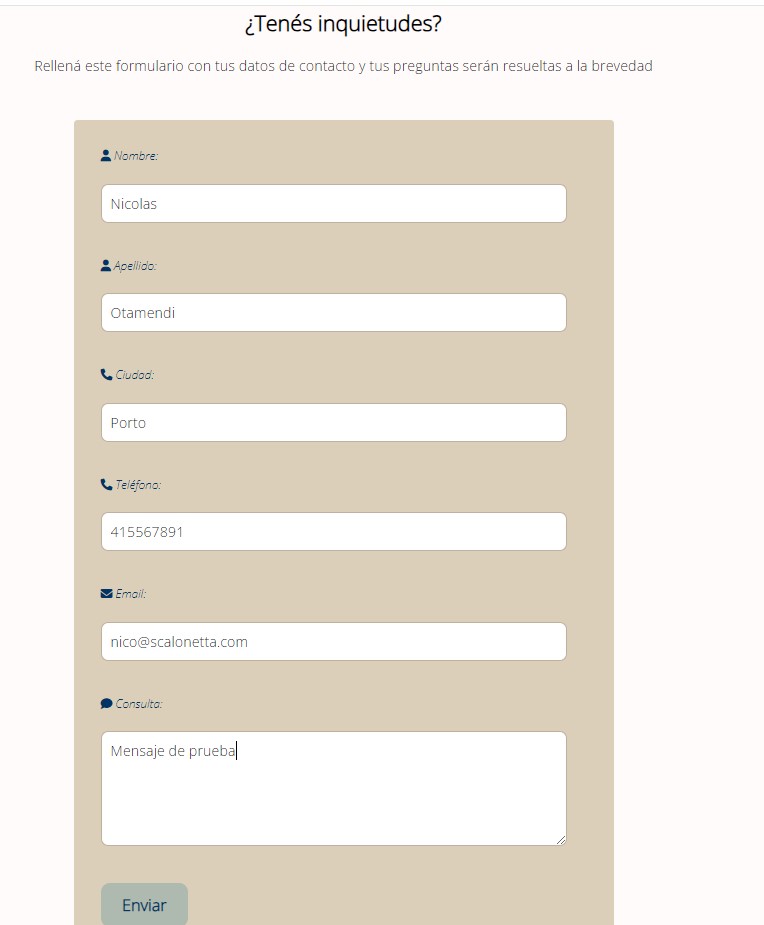 ¿Tenés inquietudes?
Rellená este formulario con tus datos de contacto y tus preguntas serán resueltas a la brevedad
Nombre:
Nicolas
Apellido:
Otamendi
Ciudad:
Porto
Teléfono:
415567891
Email:
nico@scalonetta.com
Consulta:
Mensaje de prueba
Enviar